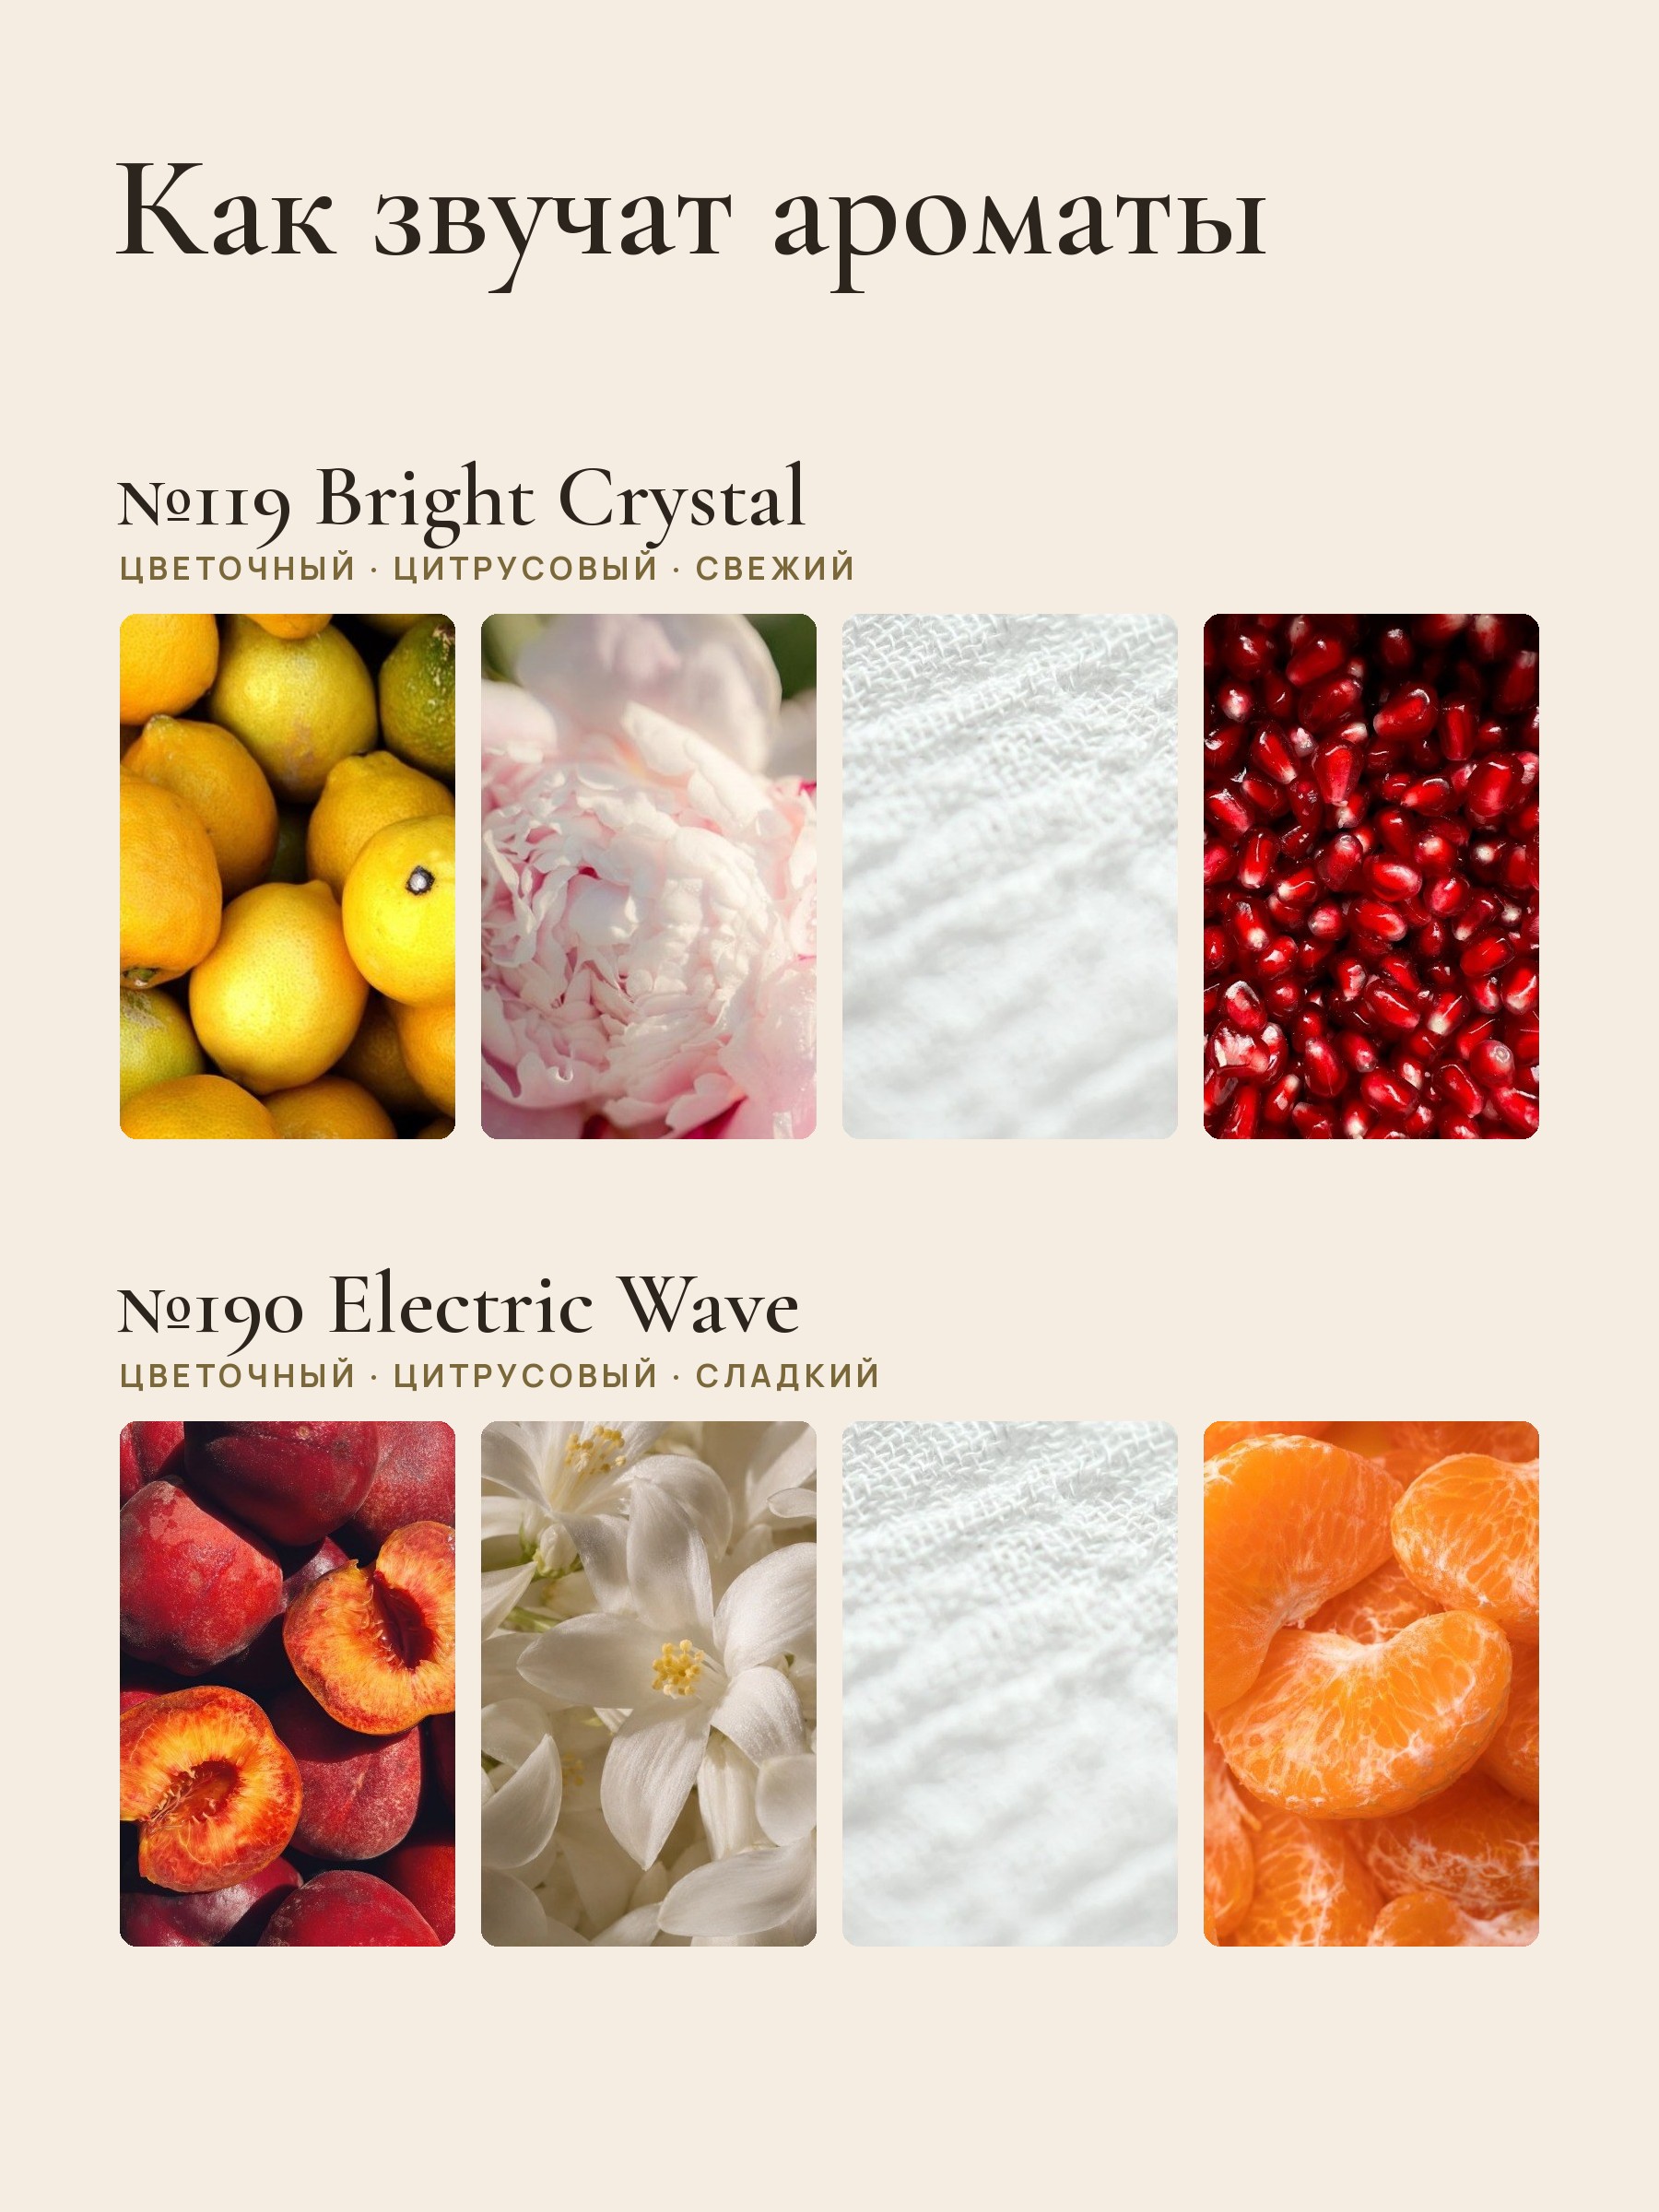 Как звучат ароматы
№119 Bright Crystal
ЦВЕТОЧНЫЙ · ЦИТРУСОВЫЙ · СВЕЖИЙ
№190 Electric Wave
ЦВЕТОЧНЫЙ · ЦИТРУСОВЫЙ · СЛАДКИЙ